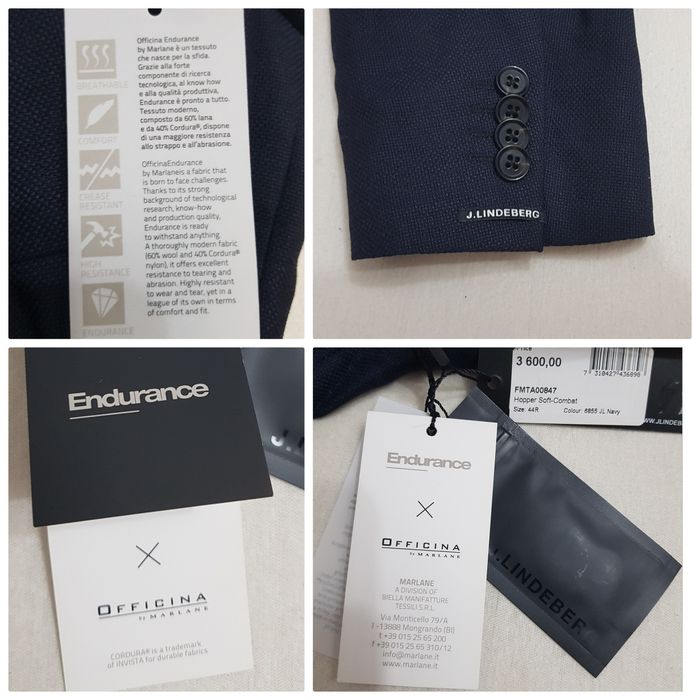 BREATHABLE
COMFORT
CREASE
RESISTANT
HIGH
RESISTANCE
ENDURANCE
Officina Endurance
by Marlane è un tessuto
che nasce per la sfida.
Grazie alla forte
componente di ricerca
tecnologica, al know how
e alla qualità produttiva,
Endurance è pronto a tutto.
Tessuto moderno,
composto da 60% lana
e da 40% Cordura®, dispone
di una maggiore resistenza
allo strappo e all'abrasione.
OfficinaEndurance
by Marlaneis a fabric that
is born to face challenges.
Thanks to its strong
background of technological
research, know-how
and production quality,
Endurance is ready
to withstand anything.
A thoroughly modern fabric
(60% wool and 40% Cordura®
nylon), it offers excellent
resistance to tearing and
abrasion. Highly resistant
to wear and tear, yet in a
league of its own in terms
of comfort and fit.
J.LINDEBERG
Endurance
J.
×
OFFICINA
BY MARLANE
CORDURA® is a trademark
of INVISTA for durable fabrics
Price
3 600,00
7 310427 436896
FMTA00847
Hopper Soft-Combat
Size: 44R Colour: 6855 JL Navy
WWW.JLINDEBE
Endurance
×
OFFICINA
BY MARLANE
MARLANE
A DIVISION OF
BIELLA MANIFATTURE
TESSILI S.R.L.
Via Monticello 79/A
I -13888 Mongrando (BI)
t +39 015 25 65 200
f +39 015 25 65 310/12
info@marlane.it
www.marlane.it
J.LINDEBER